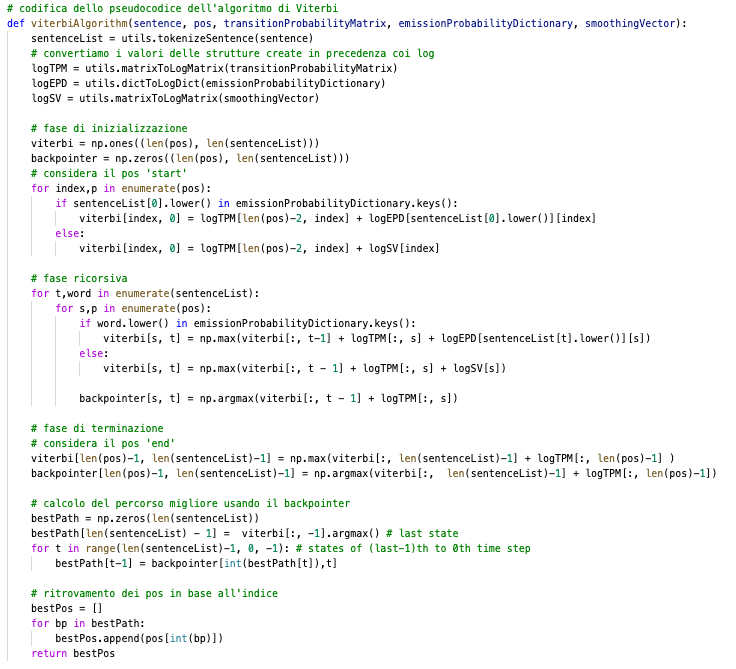 # codifica dello pseudocodice dell'algoritmo di Viterbi
def viterbiAlgorithm(sentence, pos, transitionProbabilityMatrix, emissionProbabilityDictionary, smoothingVector):
    sentenceList = utils.tokenizeSentence(sentence)
    # convertiamo i valori delle strutture create in precedenza coi log
    logTPM = utils.matrixToLogMatrix(transitionProbabilityMatrix)
    logEPD = utils.dictToLogDict(emissionProbabilityDictionary)
    logSV = utils.matrixToLogMatrix(smoothingVector)

    # fase di inizializzazione
    viterbi = np.ones((len(pos), len(sentenceList)))
    backpointer = np.zeros((len(pos), len(sentenceList)))
    # considera il pos 'start'
    for index,p in enumerate(pos):
        if sentenceList[0].lower() in emissionProbabilityDictionary.keys():
            viterbi[index, 0] = logTPM[len(pos)-2, index] + logEPD[sentenceList[0].lower()][index]
        else:
            viterbi[index, 0] = logTPM[len(pos)-2, index] + logSV[index]

    # fase ricorsiva
    for t,word in enumerate(sentenceList):
        for s,p in enumerate(pos):
            if word.lower() in emissionProbabilityDictionary.keys():
                viterbi[s, t] = np.max(viterbi[:, t-1] + logTPM[:, s] + logEPD[sentenceList[t].lower()][s])
            else:
                viterbi[s, t] = np.max(viterbi[:, t - 1] + logTPM[:, s] + logSV[s])

            backpointer[s, t] = np.argmax(viterbi[:, t - 1] + logTPM[:, s])

    # fase di terminazione
    # considera il pos 'end'
    viterbi[len(pos)-1, len(sentenceList)-1] = np.max(viterbi[:, len(sentenceList)-1] + logTPM[:, len(pos)-1] )
    backpointer[len(pos)-1, len(sentenceList)-1] = np.argmax(viterbi[:,  len(sentenceList)-1] + logTPM[:, len(pos)-1])

    # calcolo del percorso migliore usando il backpointer
    bestPath = np.zeros(len(sentenceList))
    bestPath[len(sentenceList) - 1] =  viterbi[:, -1].argmax() # last state
    for t in range(len(sentenceList)-1, 0, -1): # states of (last-1)th to 0th time step
        bestPath[t-1] = backpointer[int(bestPath[t]),t]

    # ritrovamento dei pos in base all'indice
    bestPos = []
    for bp in bestPath:
        bestPos.append(pos[int(bp)])
    return bestPos